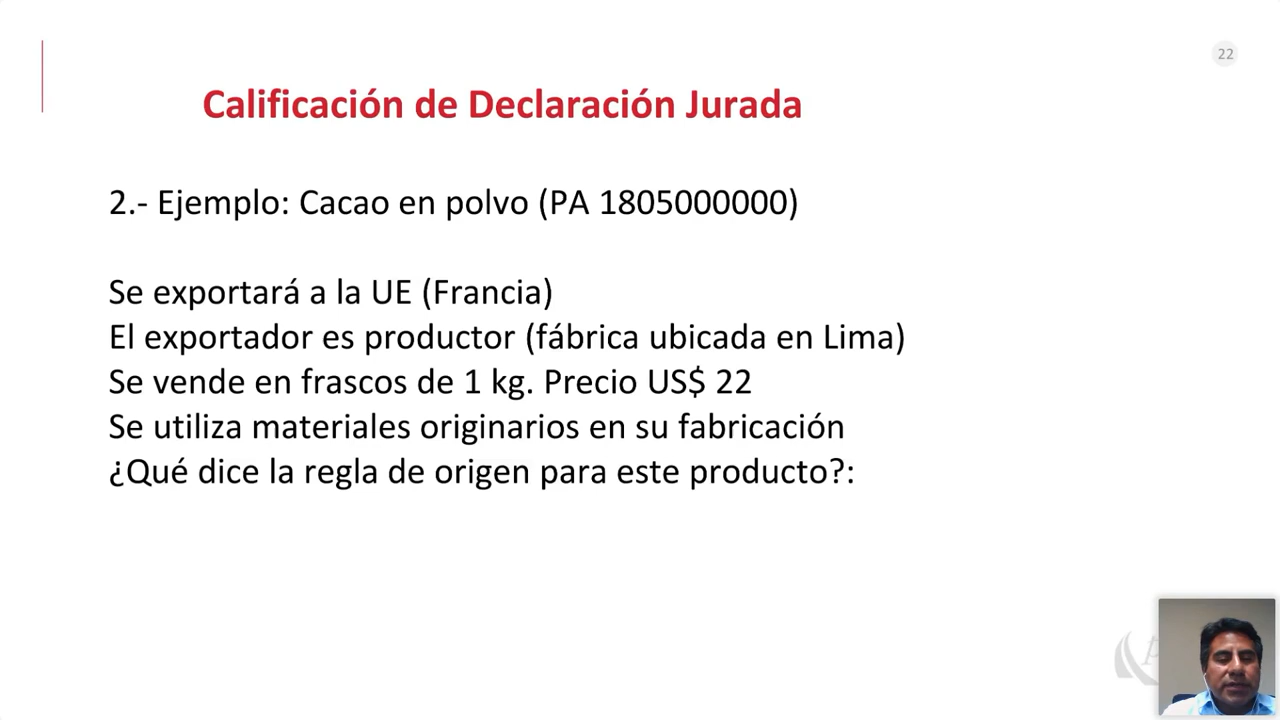 22
Calificación de Declaración Jurada
2.- Ejemplo: Cacao en polvo (PA 1805000000)
Se exportará a la UE (Francia)
El exportador es productor (fábrica ubicada en Lima)
Se vende en frascos de 1 kg. Precio US$ 22
Se utiliza materiales originarios en su fabricación
¿Qué dice la regla de origen para este producto?: